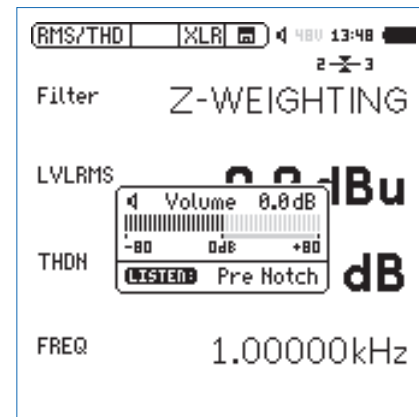 RMS/THD XLR 48V 13:48
2 3
Filter Z-WEIGHTING
LVLRMS dBu
Volume 0.0dB
-80 0dB +80
LISTEN: Pre Notch
THDN dB
FREQ 1.00000kHz